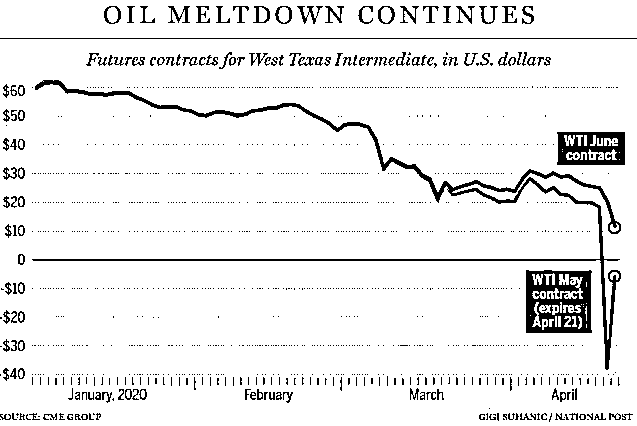 OIL MELTDOWN CONTINUES
Futures contracts for West Texas Intermediate, in U.S. dollars
$60
$50
$40
$30
$20
$10
0
-$10
-$20
-$30
-$40
WTI June
contract
WTI May
contract
(expires
April 21)
January, 2020 February March April
SOURCE: CME GROUP GIGI SUHANIC / NATIONAL POST